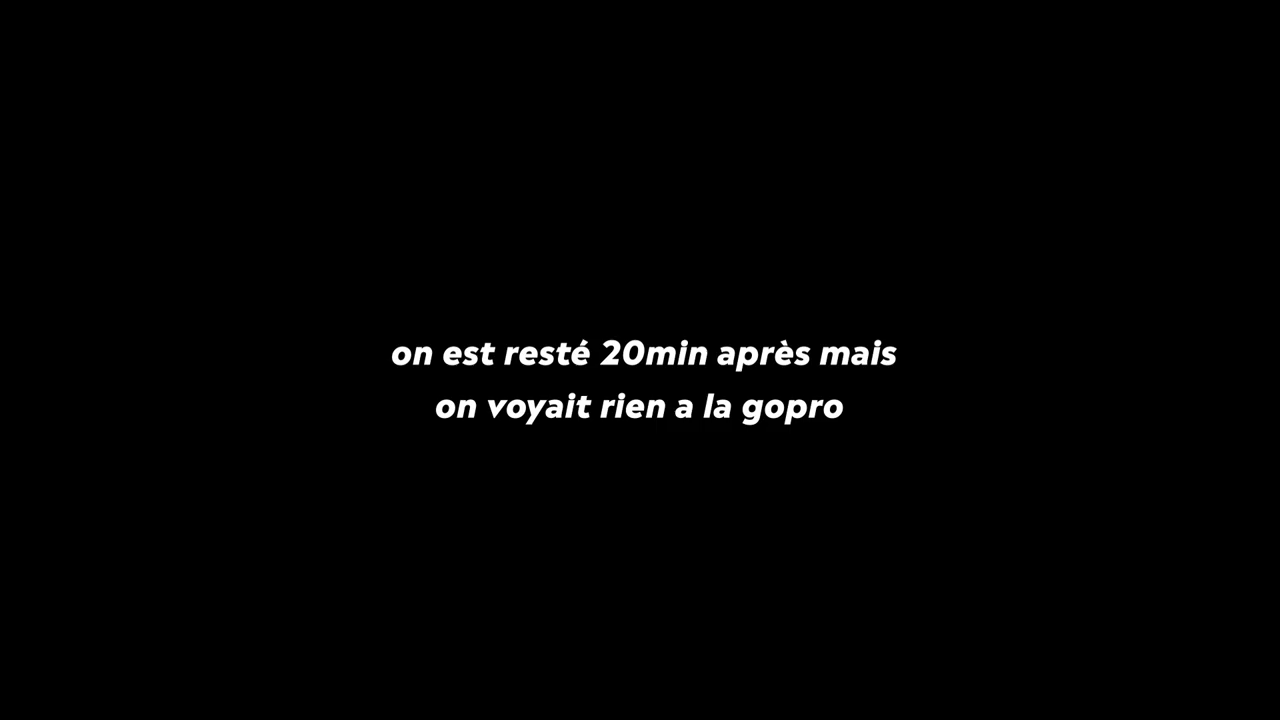 on est resté 20min après mais
on voyait rien a la gopro